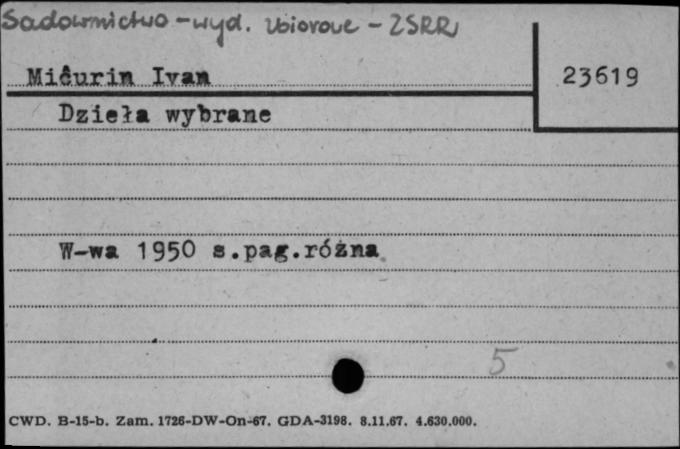 Sadownictwo - wyd. zbiorowe - ZSRR
Mičurin Ivan
23619
Dzieła wybrane
W-wa 1950 s.pag.różna
5
CWD. B-15-b. Zam. 1726-DW-On-67. GDA-3198. 8.11.67. 4.630.000.